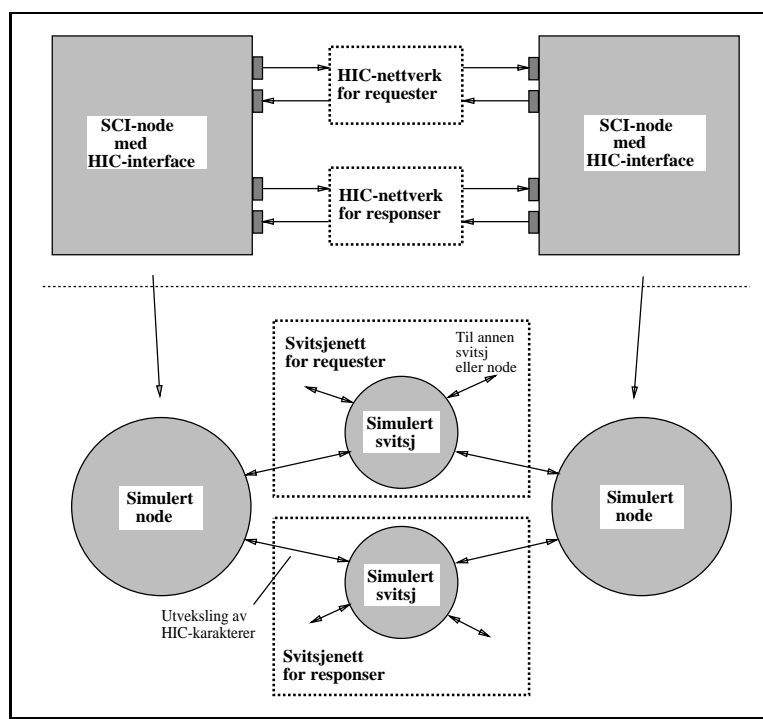 HIC-nettverk
for requester
SCI-node
med
HIC-interface
SCI-node
med
HIC-interface
HIC-nettverk
for responser
Svitsjenett
for requester
Til annen
svitsj
eller node
Simulert
svitsj
Simulert
node
Simulert
node
Simulert
svitsj
Utveksling av
HIC-karakterer
Svitsjenett
for responser